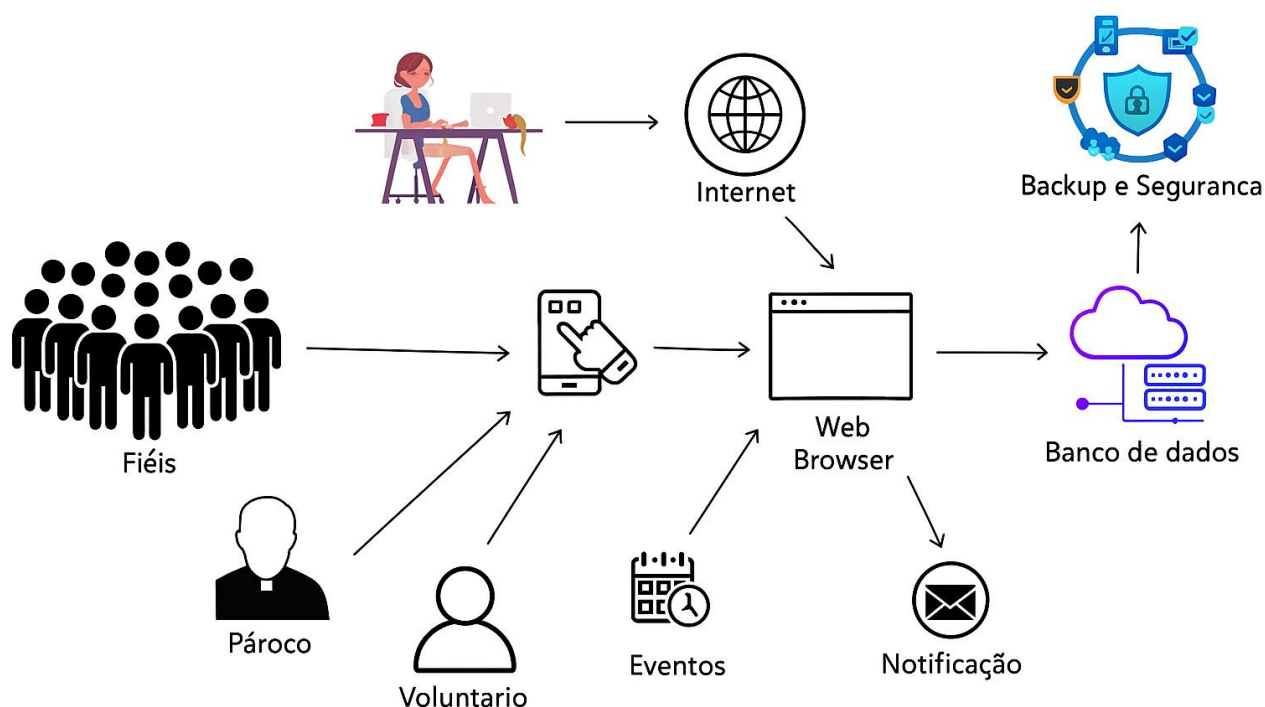 Internet
Backup e Seguranca
Fiéis
Web
Browser
Banco de dados
Pároco
Voluntario
Eventos
Notificação